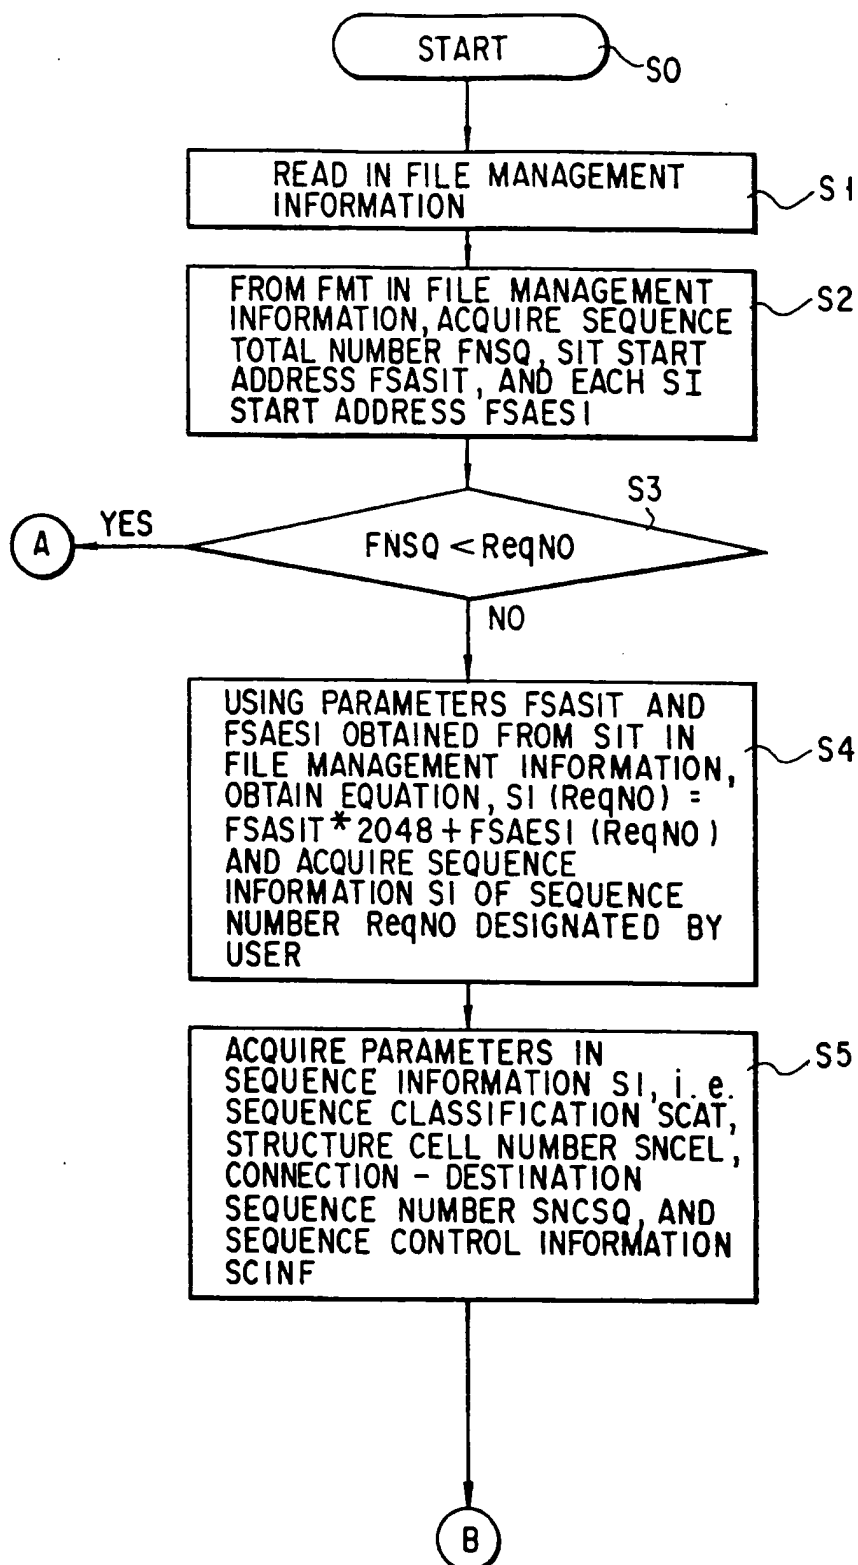 START
S0
READ IN FILE MANAGEMENT
INFORMATION
S1
FROM FMT IN FILE MANAGEMENT
INFORMATION, ACQUIRE SEQUENCE
TOTAL NUMBER FNSQ, SIT START
ADDRESS FSASIT, AND EACH SI
START ADDRESS FSAESI
S2
S3
FNSQ < ReqNO
YES
A
NO
USING PARAMETERS FSASIT AND
FSAESI OBTAINED FROM SIT IN
FILE MANAGEMENT INFORMATION,
OBTAIN EQUATION, SI (ReqNO) =
FSASIT * 2048 + FSAESI (ReqNO)
AND ACQUIRE SEQUENCE
INFORMATION SI OF SEQUENCE
NUMBER ReqNO DESIGNATED BY
USER
S4
ACQUIRE PARAMETERS IN
SEQUENCE INFORMATION SI, i.e.
SEQUENCE CLASSIFICATION SCAT,
STRUCTURE CELL NUMBER SNCEL,
CONNECTION - DESTINATION
SEQUENCE NUMBER SNCSQ, AND
SEQUENCE CONTROL INFORMATION
SCINF
S5
B